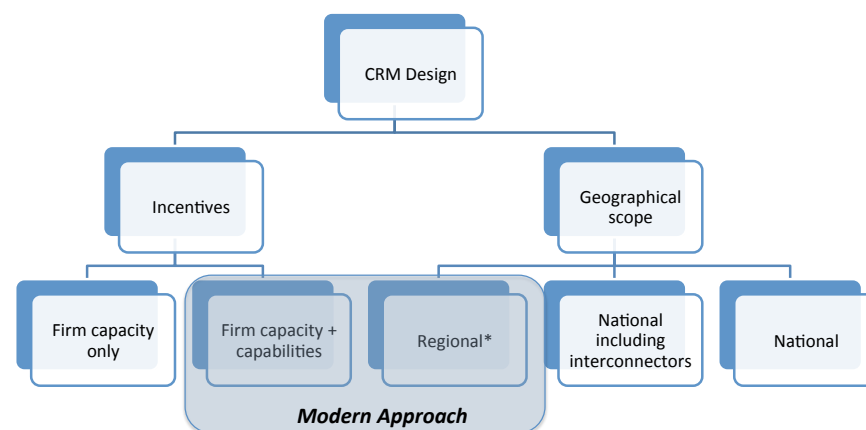 CRM Design
Incentives
Geographical
scope
Firm capacity
only
Firm capacity +
capabilities
Regional*
National
including
interconnectors
National
Modern Approach